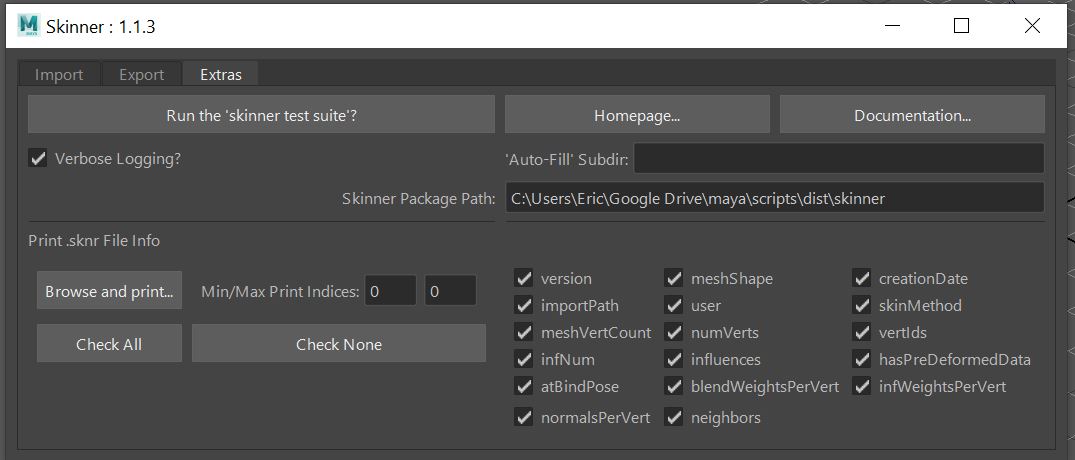 Skinner : 1.1.3
Import Export Extras
Run the 'skinner test suite'? Homepage... Documentation...
Verbose Logging? 'Auto-Fill' Subdir:
Skinner Package Path: C:\Users\Eric\Google Drive\maya\scripts\dist\skinner
Print .sknr File Info
Browse and print... Min/Max Print Indices: 0 0
Check All Check None
version meshShape creationDate
importPath user skinMethod
meshVertCount numVerts vertIds
infNum influences hasPreDeformedData
atBindPose blendWeightsPerVert infWeightsPerVert
normalsPerVert neighbors